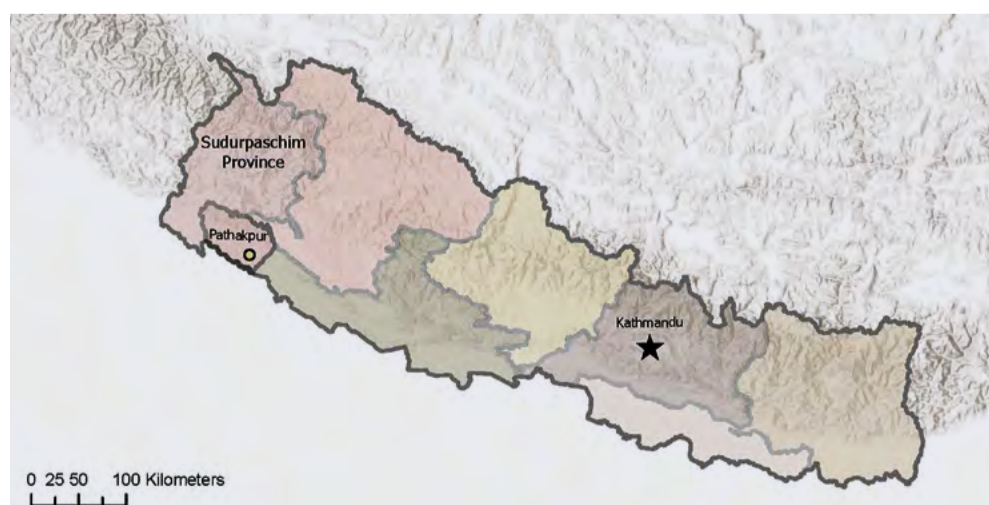 Sudurpaschim
Province
Pathakpur
Kathmandu
0 25 50 100 Kilometers